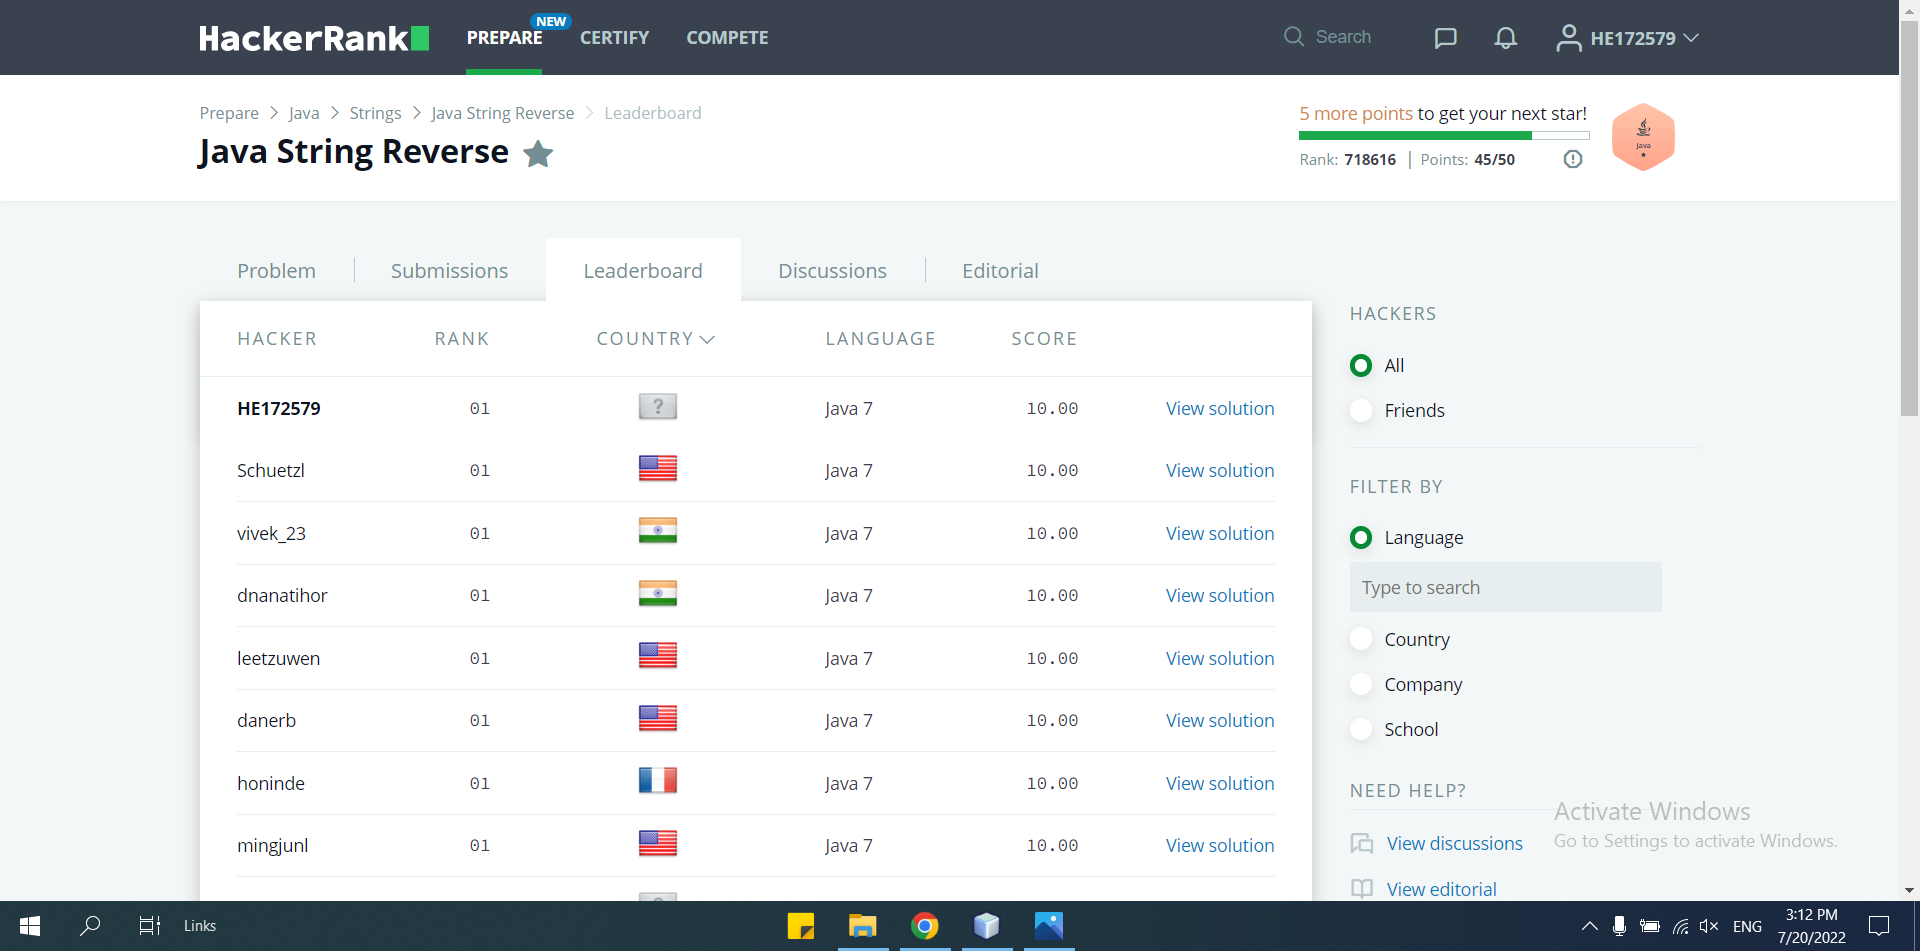 HackerRank PREPARE NEW CERTIFY COMPETE Search HE172579
Prepare > Java > Strings > Java String Reverse > Leaderboard
Java String Reverse
5 more points to get your next star!
Rank: 718616 | Points: 45/50
Java
Problem Submissions Leaderboard Discussions Editorial
HACKER RANK COUNTRY LANGUAGE SCORE
HE172579 01 ? Java 7 10.00 View solution
Schuetzl 01 Java 7 10.00 View solution
vivek_23 01 Java 7 10.00 View solution
dnanatihor 01 Java 7 10.00 View solution
leetzuwen 01 Java 7 10.00 View solution
danerb 01 Java 7 10.00 View solution
honinde 01 Java 7 10.00 View solution
mingjunl 01 Java 7 10.00 View solution
HACKERS
All
Friends
FILTER BY
Language
Type to search
Country
Company
School
NEED HELP?
View discussions
View editorial
Activate Windows
Go to Settings to activate Windows.
Links
ENG
3:12 PM
7/20/2022